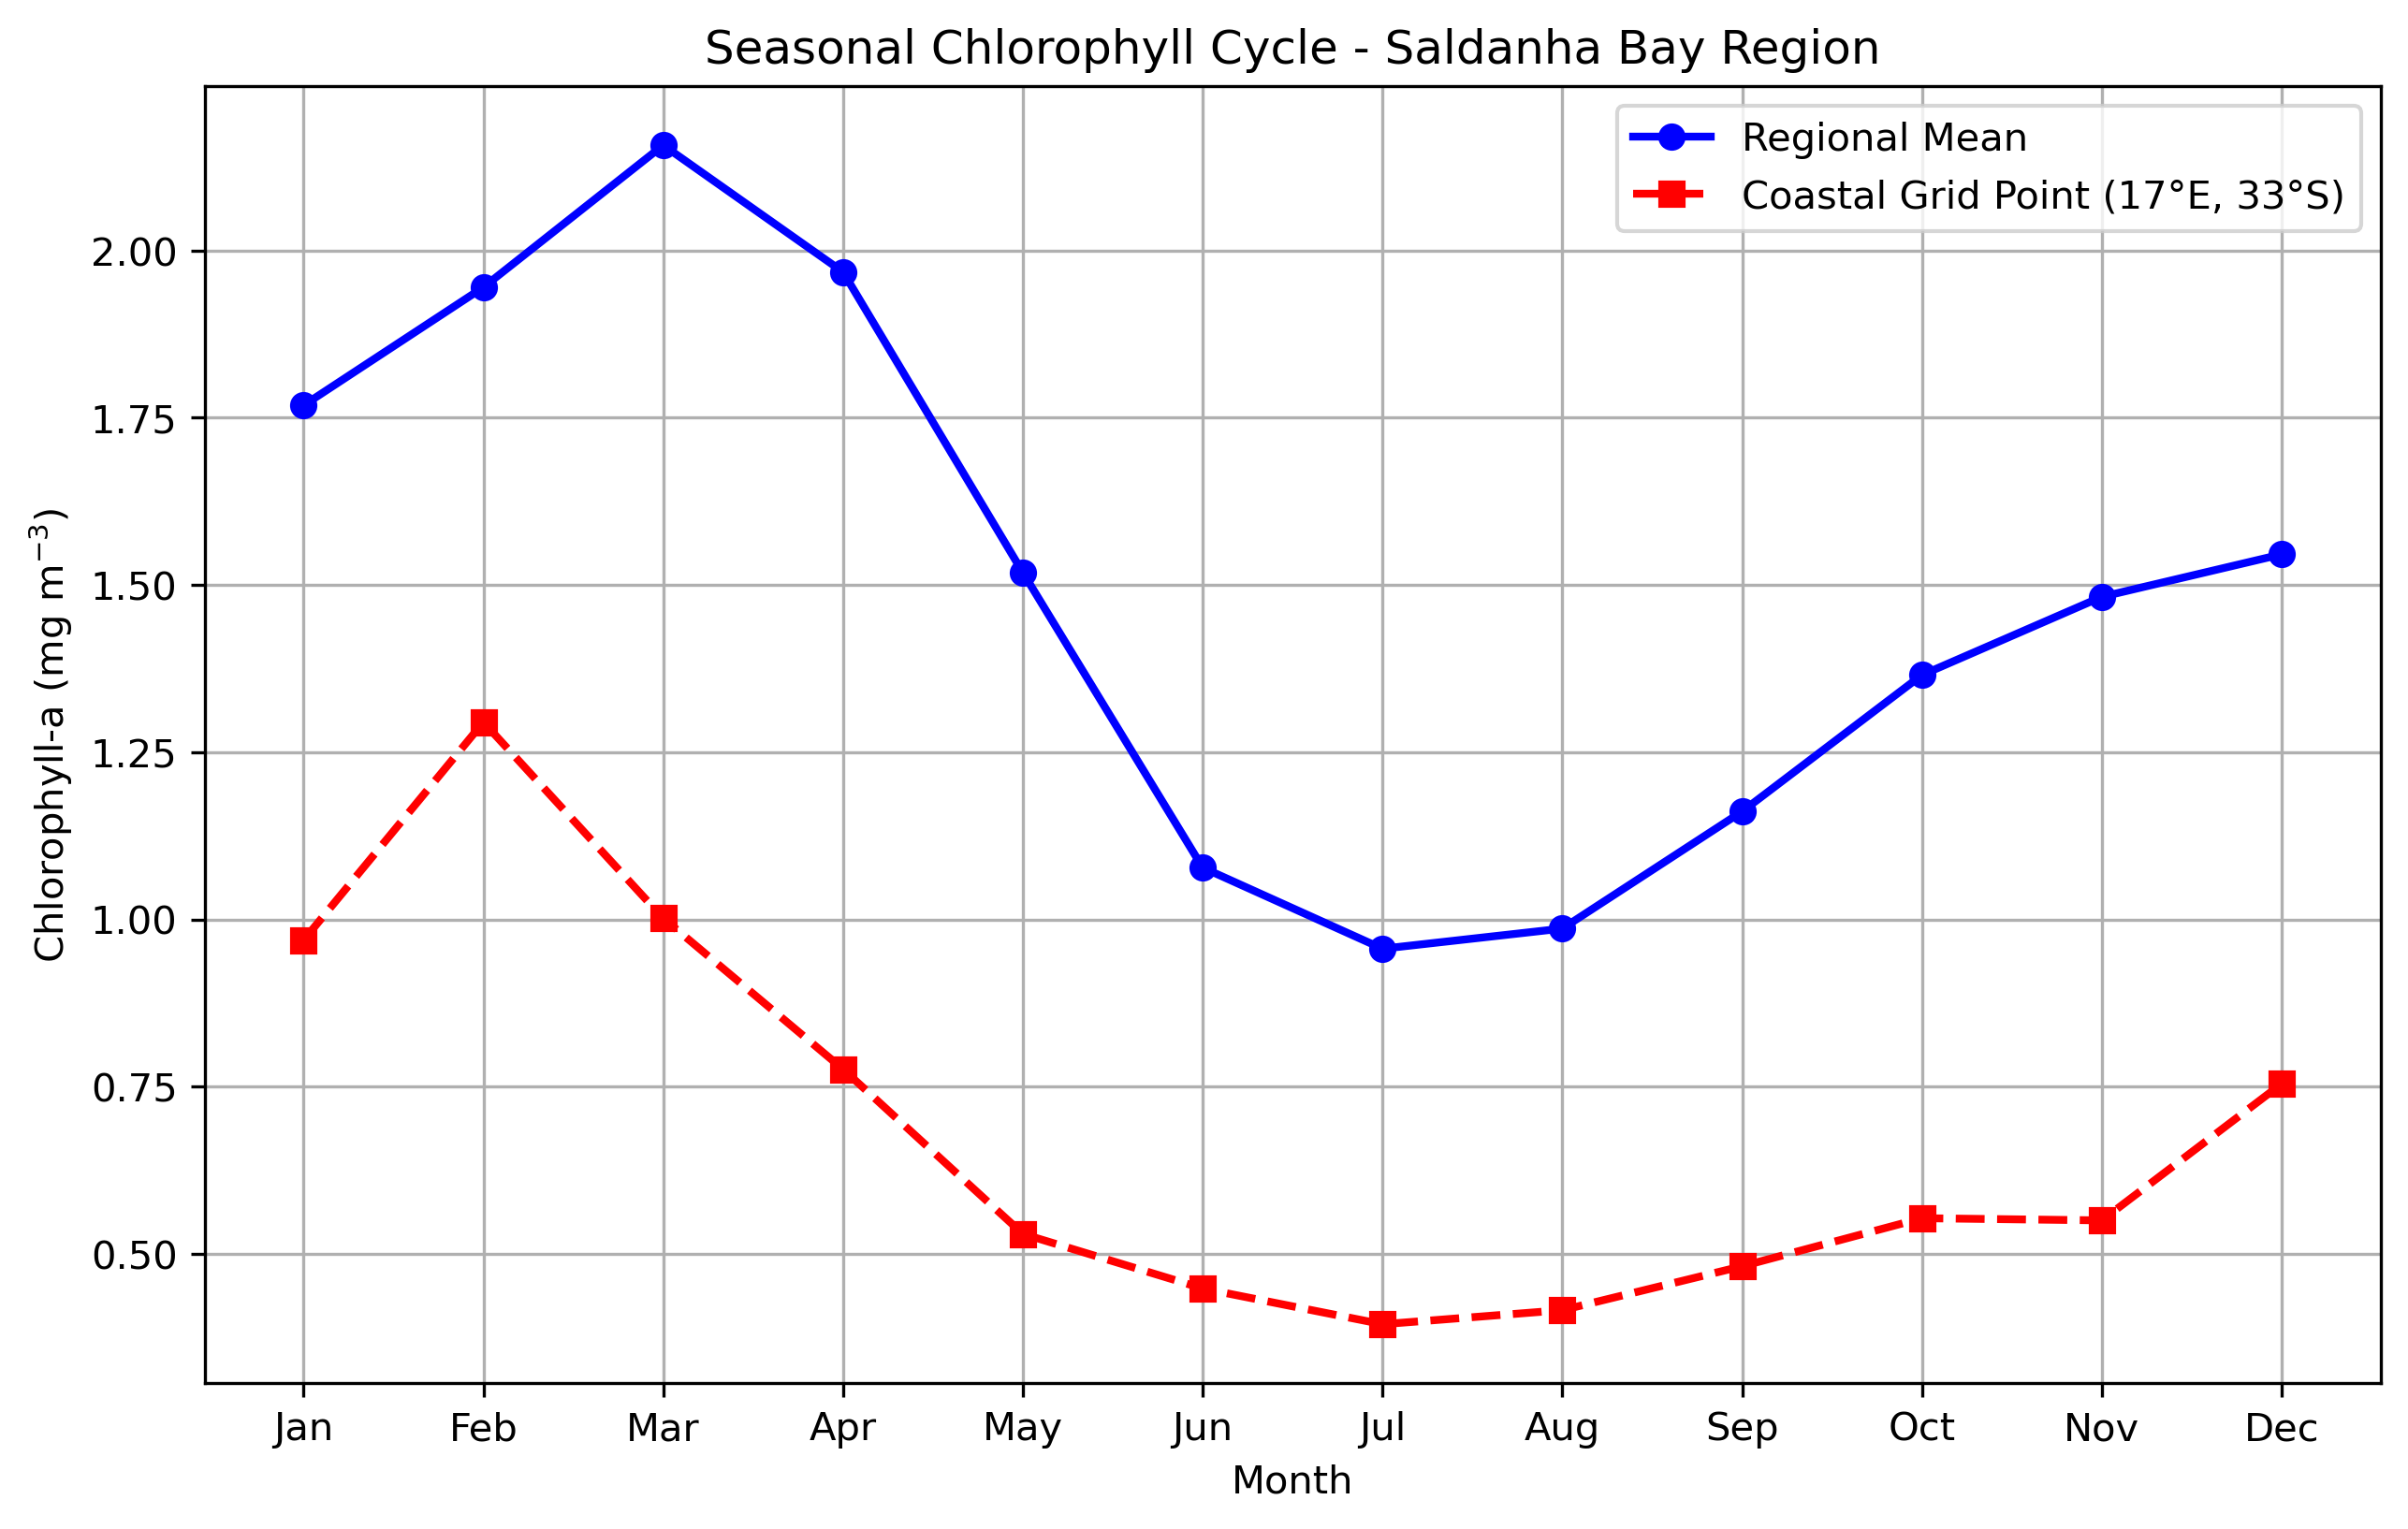 Seasonal Chlorophyll Cycle - Saldanha Bay Region
Regional Mean
Coastal Grid Point (17°E, 33°S)
Chlorophyll-a (mg m⁻³)
2.00
1.75
1.50
1.25
1.00
0.75
0.50
Jan Feb Mar Apr May Jun Jul Aug Sep Oct Nov Dec
Month